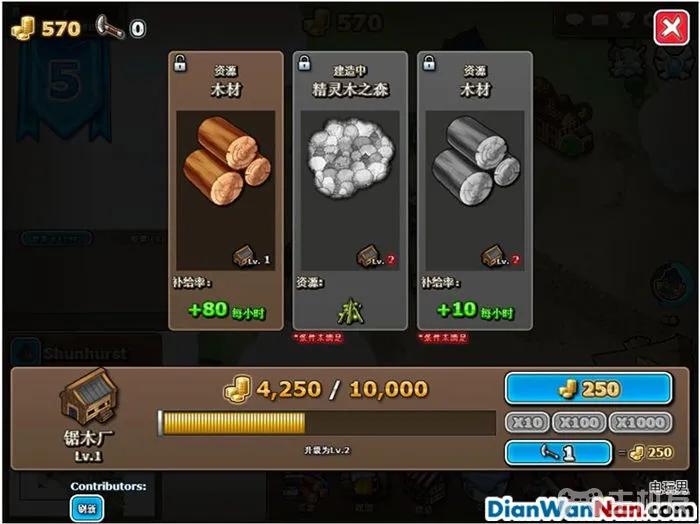 570
0
570
5
资源
木材
Lv. 1
补给率:
+80 每小时
建造中
精灵木之森
Lv. ?
资源:
*条件未满足
资源
木材
Lv. ?
补给率:
+10 每小时
*条件未满足
Shunhurst
锯木厂
Lv.1
4,250 / 10,000
升级为Lv.2
250
X10
X100
X1000
1
=
250
Contributors:
刷新
电玩男
DianWanNan.com